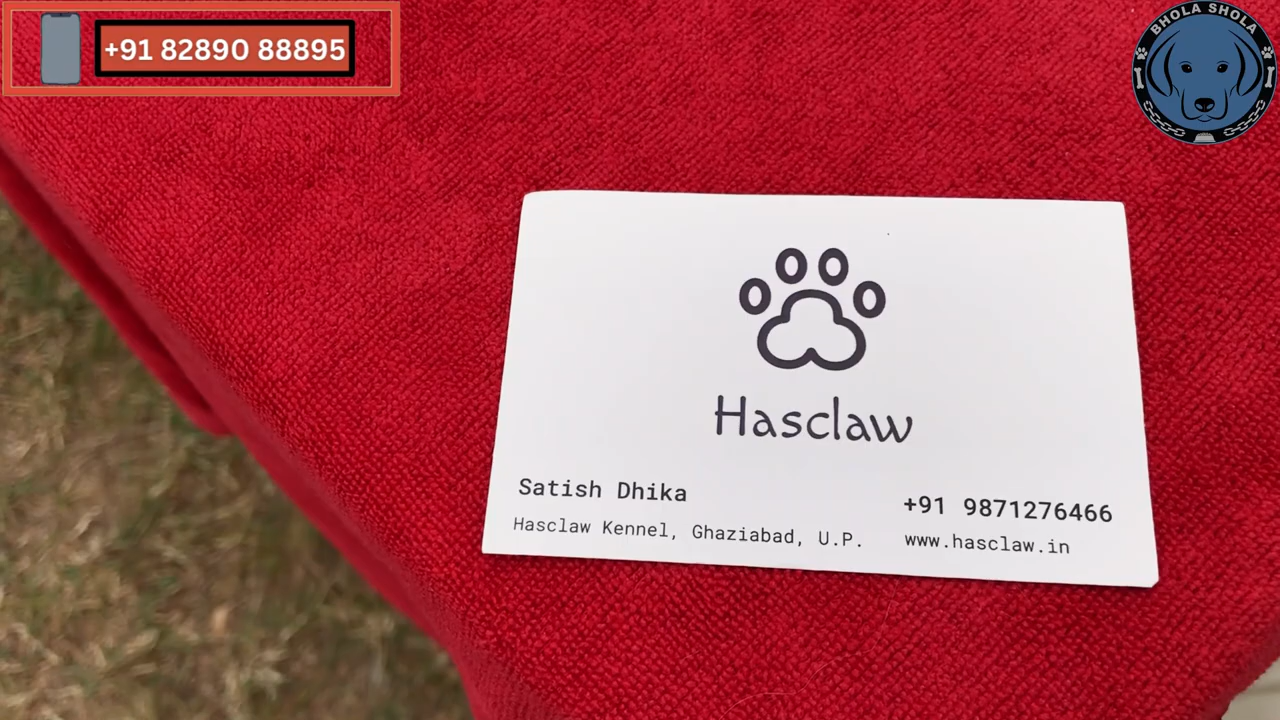 +91 82890 88895
BHOLA SHOLA
Hasclaw
Satish Dhika
Hasclaw Kennel, Ghaziabad, U.P.
+91 9871276466
www.hasclaw.in